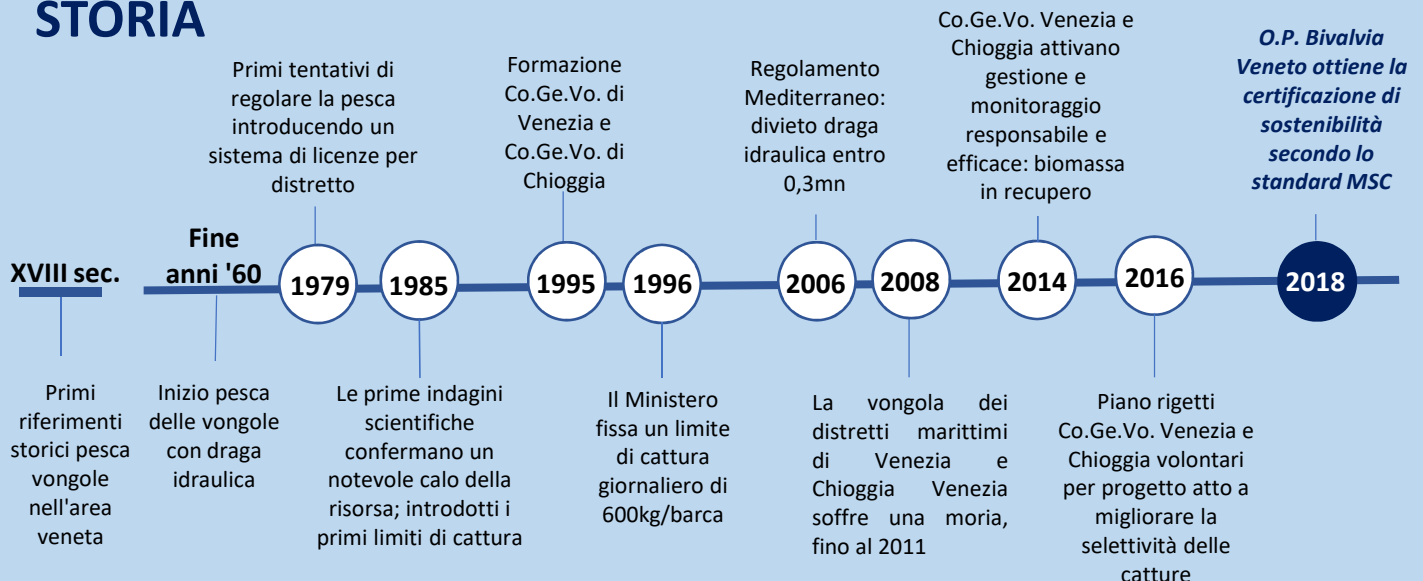 STORIA
XVIII sec.
Primi
riferimenti
storici pesca
vongole
nell'area
veneta
Fine
anni '60
Inizio pesca
delle vongole
con draga
idraulica
Primi tentativi di
regolare la pesca
introducendo un
sistema di licenze per
distretto
1979
1985
Le prime indagini
scientifiche
confermano un
notevole calo della
risorsa; introdotti i
primi limiti di cattura
Formazione
Co.Ge.Vo. di
Venezia e
Co.Ge.Vo. di
Chioggia
1995
1996
Il Ministero
fissa un limite
di cattura
giornaliero di
600kg/barca
Regolamento
Mediterraneo:
divieto draga
idraulica entro
0,3mn
2006
2008
La vongola dei
distretti marittimi
di Venezia e
Chioggia Venezia
soffre una moria,
fino al 2011
Co.Ge.Vo. Venezia e
Chioggia attivano
gestione e
monitoraggio
responsabile e
efficace: biomassa
in recupero
2014
2016
Piano rigetti
Co.Ge.Vo. Venezia e
Chioggia volontari
per progetto atto a
migliorare la
selettività delle
catture
O.P. Bivalvia
Veneto ottiene la
certificazione di
sostenibilità
secondo lo
standard MSC
2018